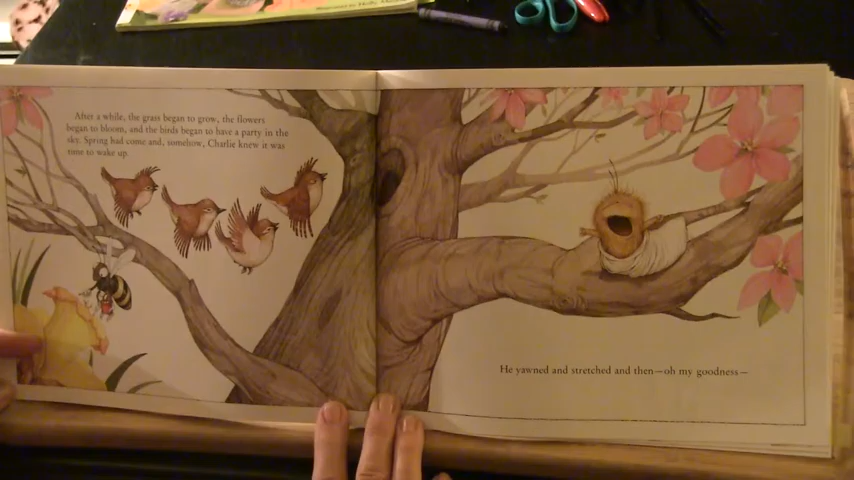 After a while, the grass began to grow, the flowers
began to bloom, and the birds began to have a party in the
sky. Spring had come and, somehow, Charlie knew it was
time to wake up.
He yawned and stretched and then—oh my goodness—